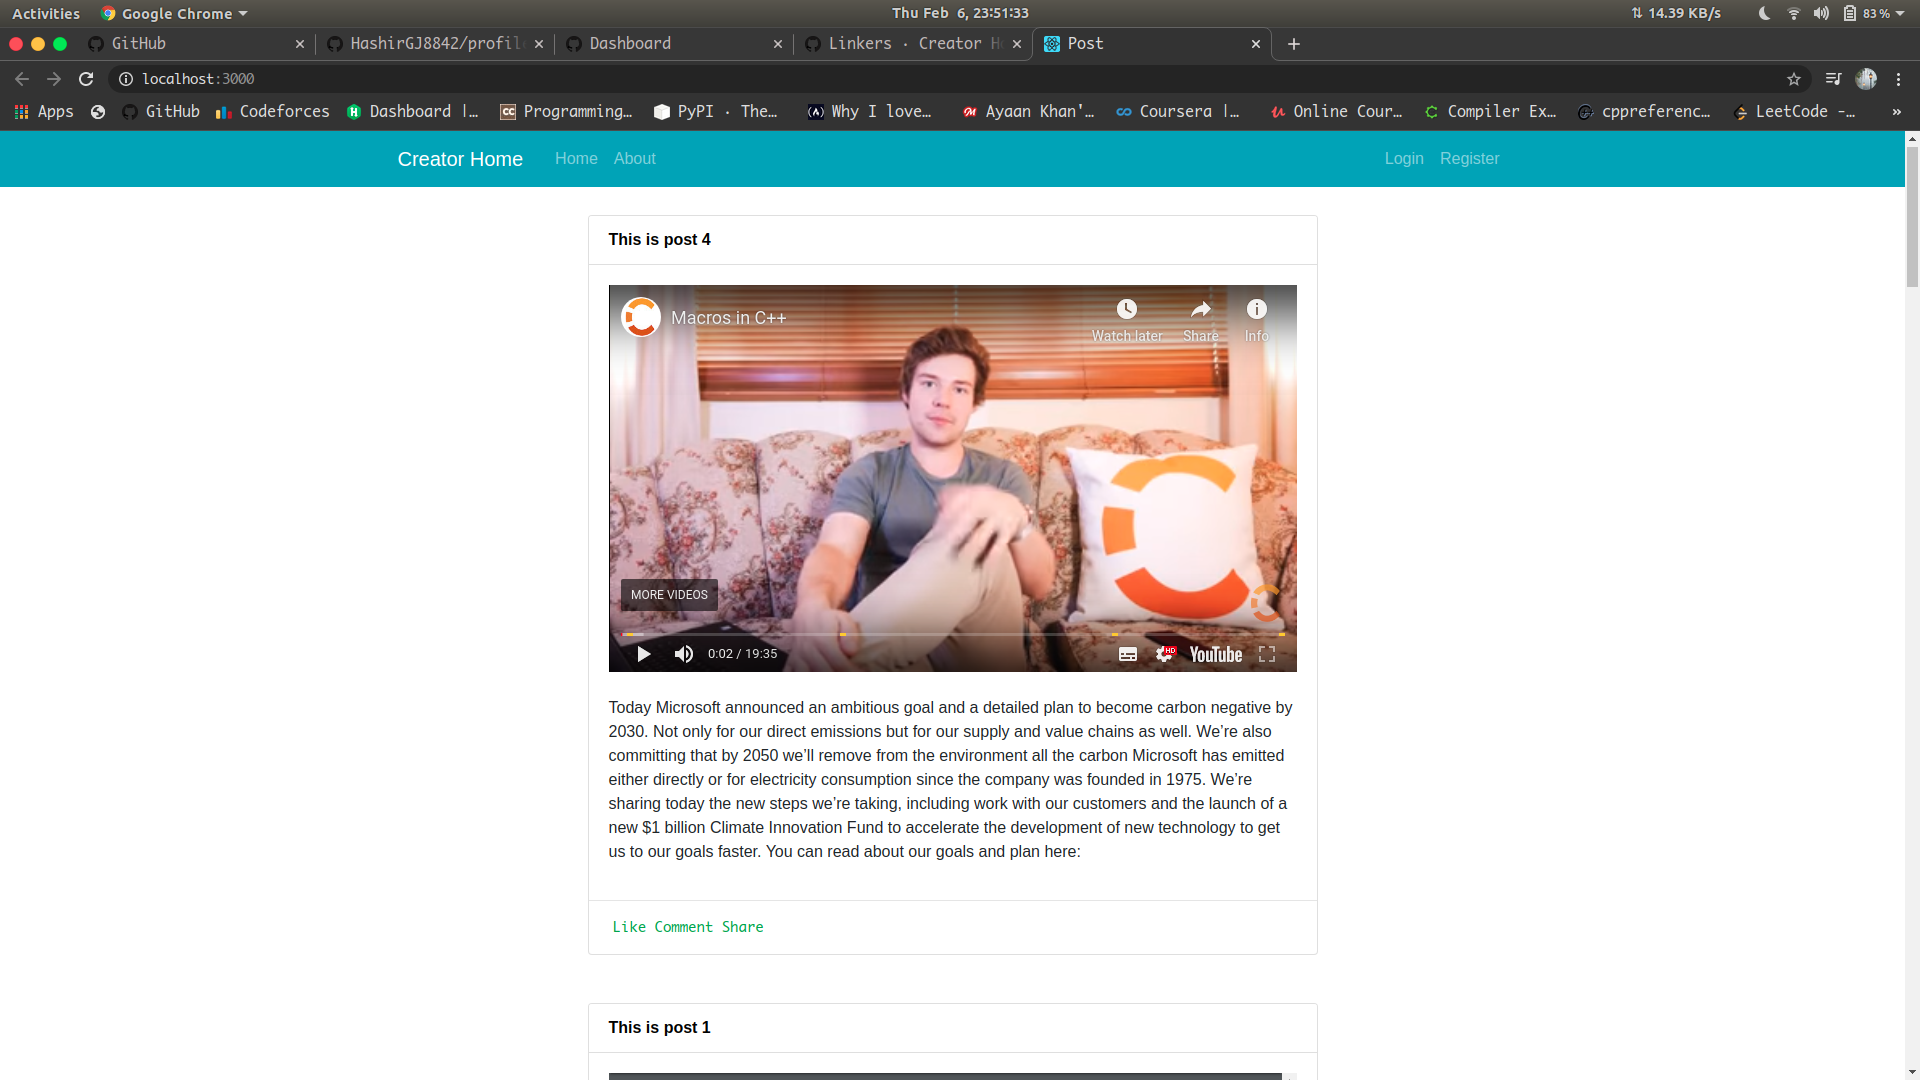 Activities Google Chrome Thu Feb 6, 23:51:33 14.39 KB/s 83 %
GitHub HashirGJ8842/profil Dashboard Linkers · Creator H Post
localhost:3000
Apps GitHub Codeforces Dashboard |… Programming… PyPI · The… Why I love… Ayaan Khan'… Coursera |… Online Cour… Compiler Ex… cppreferenc… LeetCode -… »
Creator Home Home About Login Register
This is post 4
Macros in C++
Watch later Share Info
MORE VIDEOS
0:02 / 19:35 HD YouTube
Today Microsoft announced an ambitious goal and a detailed plan to become carbon negative by
2030. Not only for our direct emissions but for our supply and value chains as well. We’re also
committing that by 2050 we’ll remove from the environment all the carbon Microsoft has emitted
either directly or for electricity consumption since the company was founded in 1975. We’re
sharing today the new steps we’re taking, including work with our customers and the launch of a
new $1 billion Climate Innovation Fund to accelerate the development of new technology to get
us to our goals faster. You can read about our goals and plan here:
Like Comment Share
This is post 1